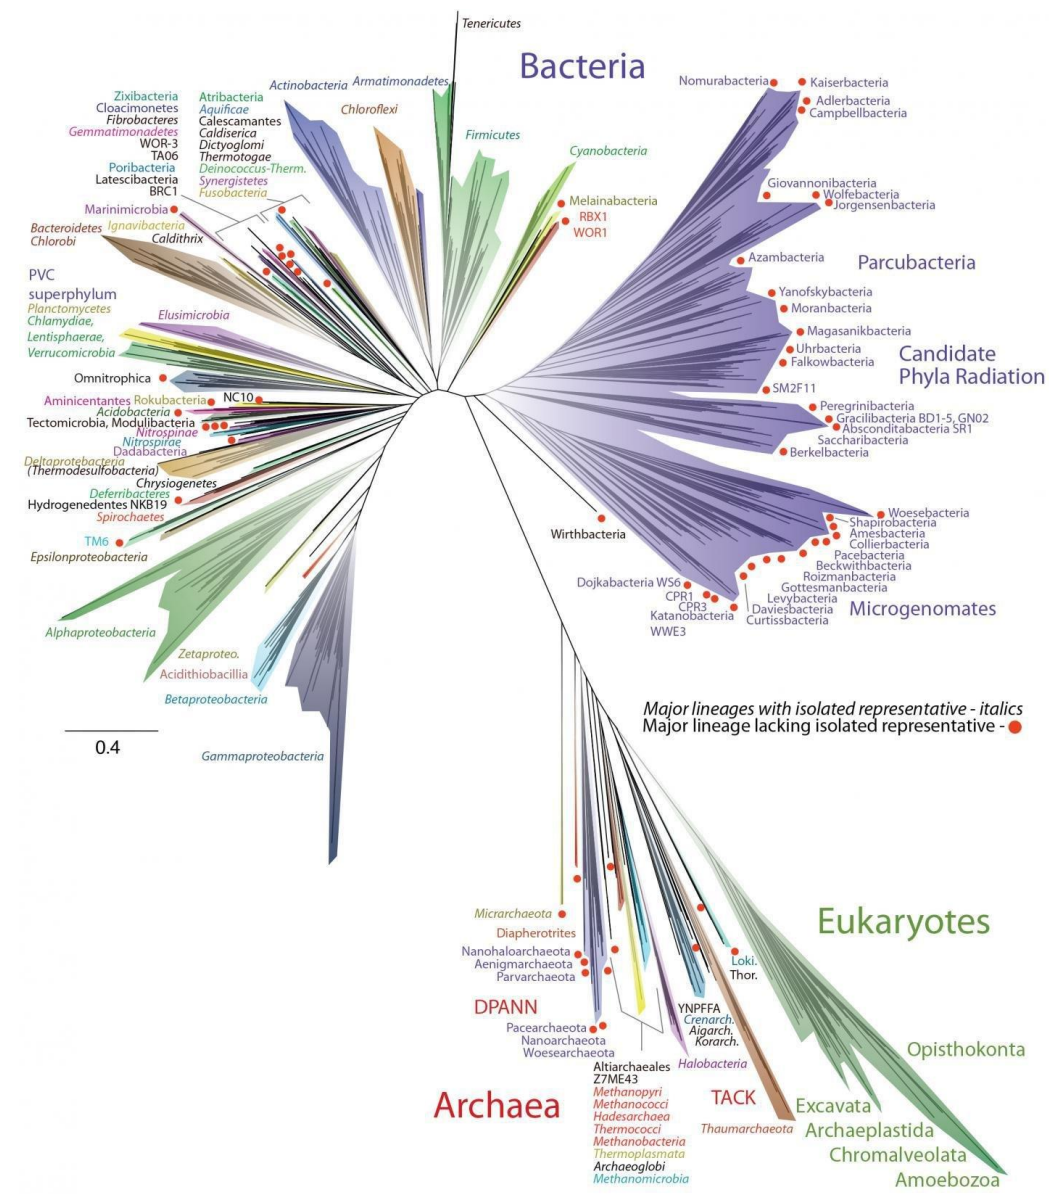 Tenericutes
Bacteria
Actinobacteria
Armatimonadetes
Nomurabacteria
Kaiserbacteria
Adlerbacteria
Campbellbacteria
Zixibacteria
Cloacimonetes
Fibrobacteres
Gemmatimonadetes
WOR-3
TA06
Poribacteria
Latescibacteria
BRC1
Atribacteria
Aquificae
Calescamantes
Caldiserica
Dictyoglomi
Thermotogae
Deinococcus-Therm.
Synergistetes
Fusobacteria
Chloroflexi
Firmicutes
Cyanobacteria
Melainabacteria
RBX1
WOR1
Giovannonibacteria
Wolfebacteria
Jorgensenbacteria
Marinimicrobia
Ignavibacteria
Caldithrix
Bacteroidetes
Chlorobi
Azambacteria
Parcubacteria
PVC
superphylum
Planctomycetes
Chlamydiae,
Lentisphaerae,
Verrucomicrobia
Elusimicrobia
Yanofskybacteria
Moranbacteria
Magasanikbacteria
Uhrbacteria
Falkowbacteria
Candidate
Phyla Radiation
SM2F11
Omnitrophica
Aminicentantes Rokubacteria
NC10
Acidobacteria
Tectomicrobia, Modulibacteria
Nitrospinae
Nitrospirae
Dadabacteria
Deltaprotebacteria
(Thermodesulfobacteria)
Chrysiogenetes
Deferribacteres
Hydrogenedentes NKB19
Spirochaetes
TM6
Epsilonproteobacteria
Peregrinibacteria
Gracilibacteria BD1-5, GN02
Absconditabacteria SR1
Saccharibacteria
Berkelbacteria
Woesebacteria
Shapirobacteria
Amesbacteria
Collierbacteria
Pacebacteria
Beckwithbacteria
Roizmanbacteria
Gottesmanbacteria
Levybacteria
Daviesbacteria
Curtissbacteria
Microgenomates
Wirthbacteria
Dojkabacteria WS6
CPR1
CPR3
Katanobacteria
WWE3
Alphaproteobacteria
Zetaproteo.
Acidithiobacillia
Betaproteobacteria
Gammaproteobacteria
0.4
Major lineages with isolated representative - italics
Major lineage lacking isolated representative -
Micrarchaeota
Diapherotrites
Nanohaloarchaeota
Aenigmarchaeota
Parvarchaeota
DPANN
Pacearchaeota
Nanoarchaeota
Woesearchaeota
Archaea
Altiarchaeales
Z7ME43
Methanopyri
Methanococci
Hadesarchaea
Thermococci
Methanobacteria
Thermoplasmata
Archaeoglobi
Methanomicrobia
Halobacteria
YNPFFA
Crenarch.
Aigarch.
Korarch.
Loki.
Thor.
TACK
Thaumarchaeota
Eukaryotes
Opisthokonta
Excavata
Archaeplastida
Chromalveolata
Amoebozoa